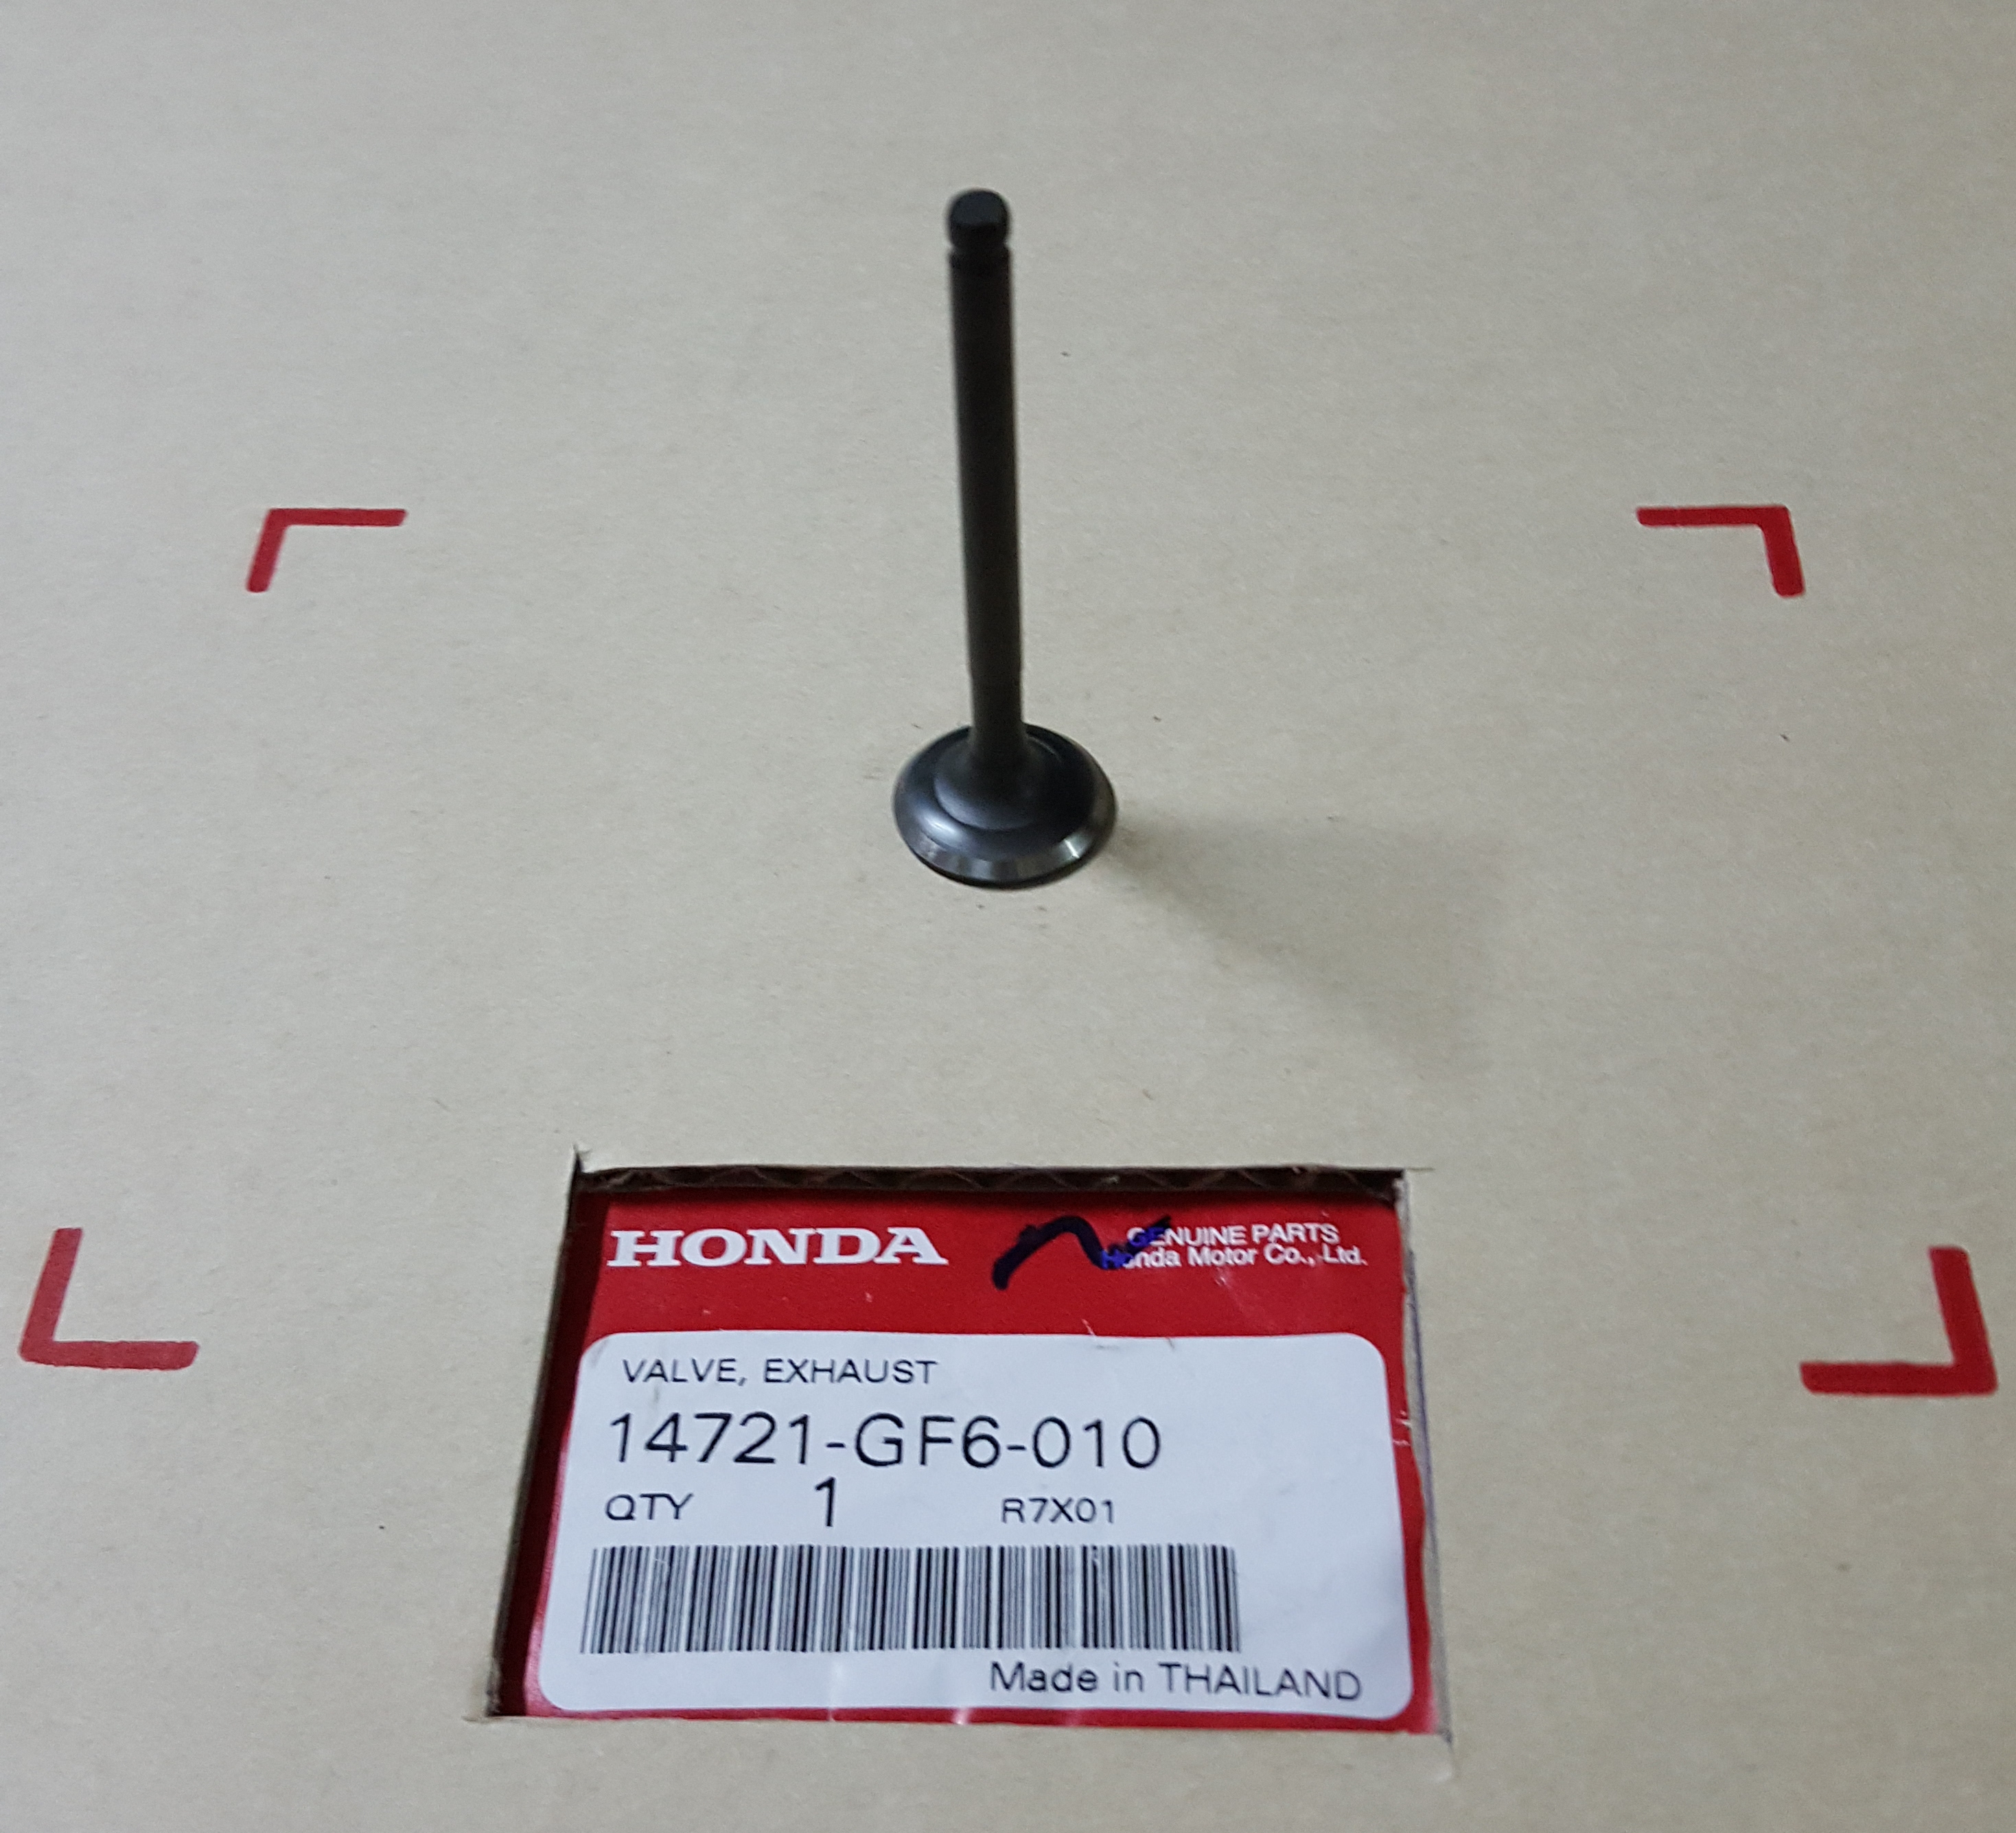 HONDA
GENUINE PARTS
Honda Motor Co., Ltd.
VALVE, EXHAUST
14721-GF6-010
QTY 1 R7X01
Made in THAILAND